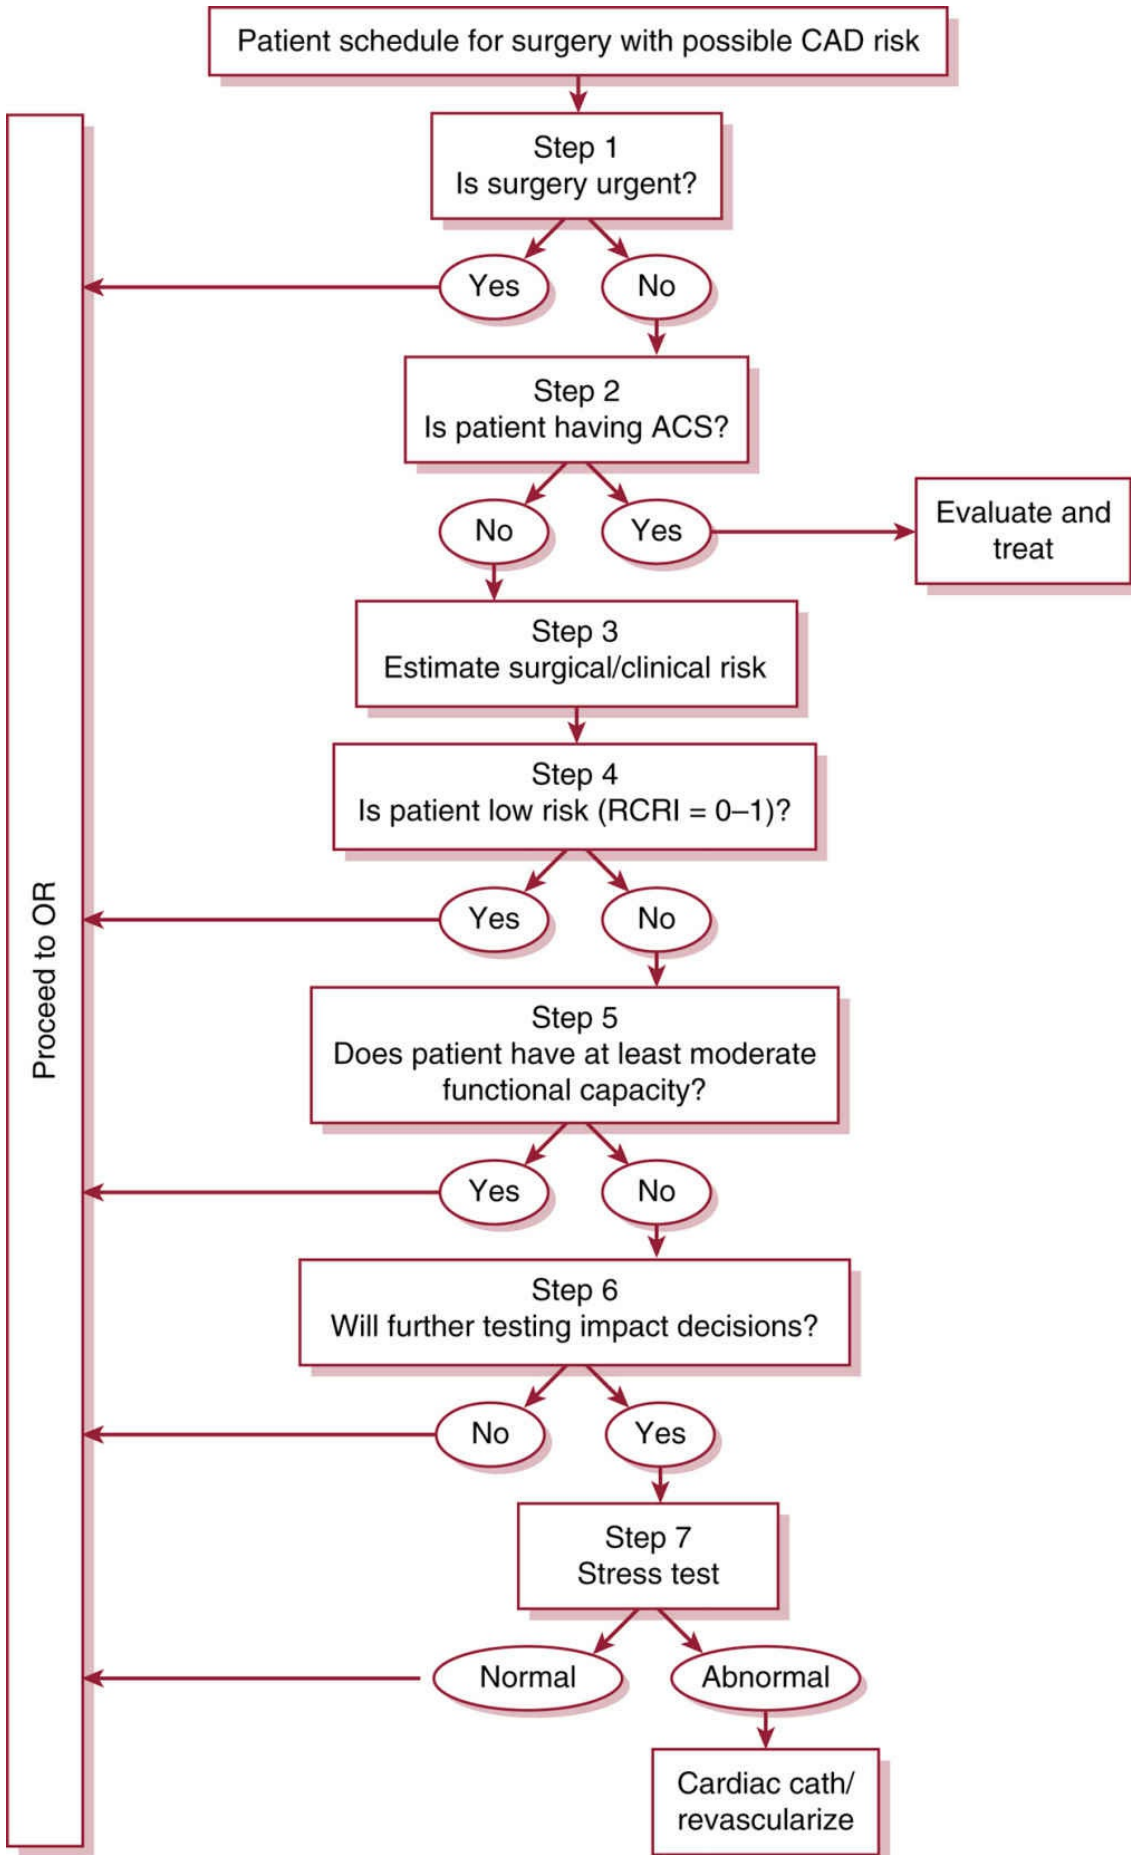 Patient schedule for surgery with possible CAD risk
Step 1
Is surgery urgent?
Yes
No
Step 2
Is patient having ACS?
No
Yes
Evaluate and
treat
Step 3
Estimate surgical/clinical risk
Step 4
Is patient low risk (RCRI = 0–1)?
Yes
No
Proceed to OR
Step 5
Does patient have at least moderate
functional capacity?
Yes
No
Step 6
Will further testing impact decisions?
No
Yes
Step 7
Stress test
Normal
Abnormal
Cardiac cath/
revascularize